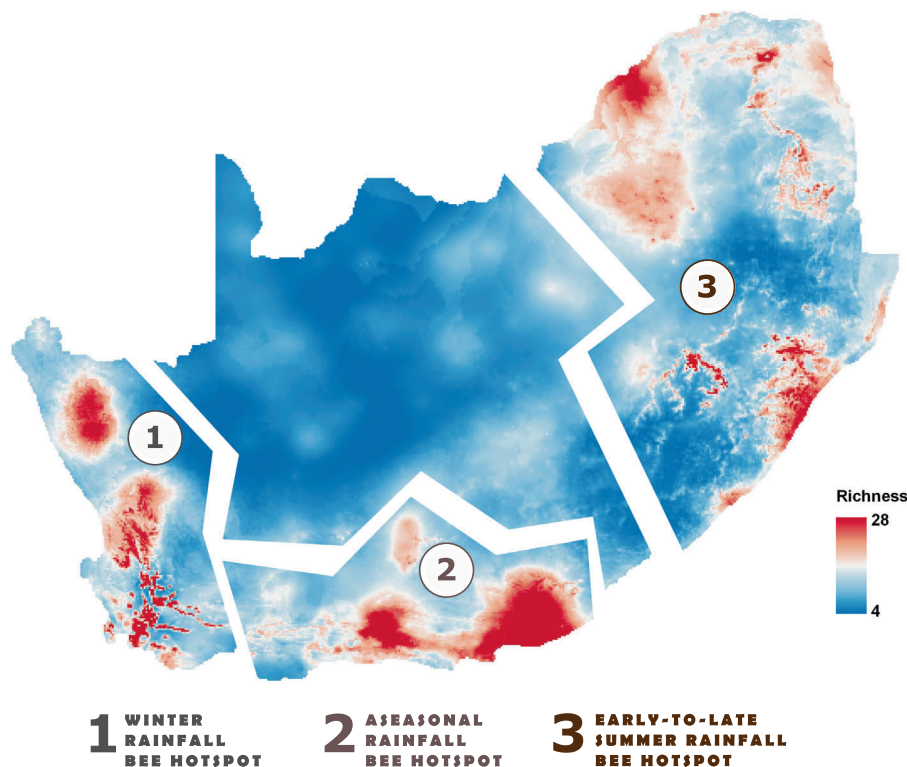 1
2
3
Richness
28
4
1 WINTER
RAINFALL
BEE HOTSPOT
2 ASEASONAL
RAINFALL
BEE HOTSPOT
3 EARLY-TO-LATE
SUMMER RAINFALL
BEE HOTSPOT